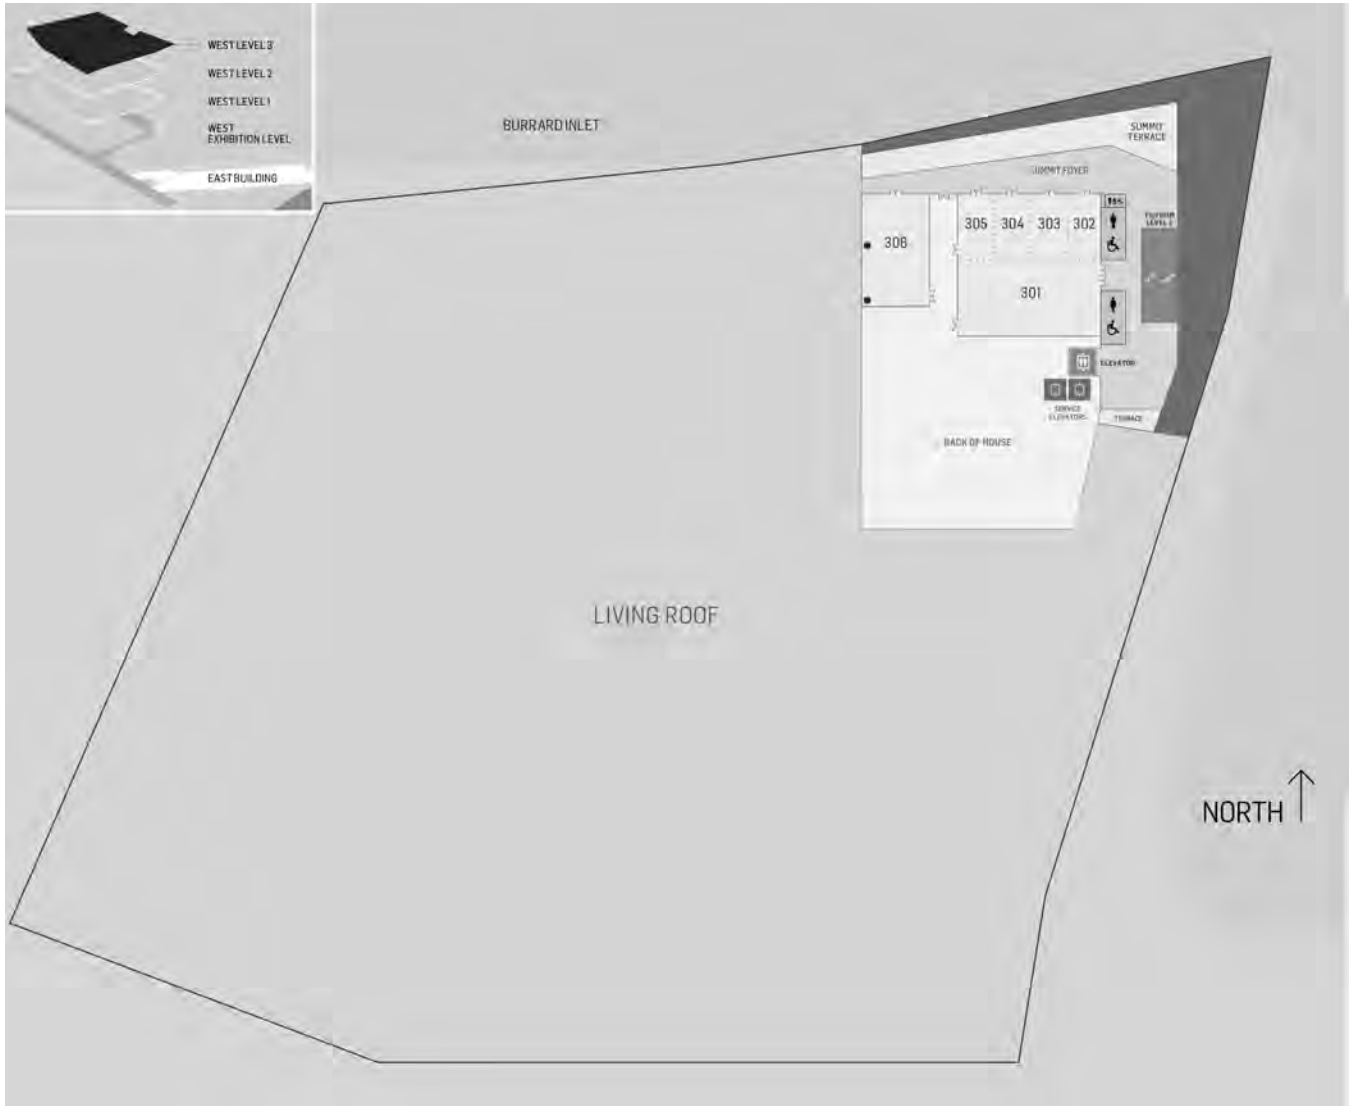 WEST LEVEL 3
WEST LEVEL 2
WEST LEVEL 1
WEST
EXHIBITION LEVEL
EAST BUILDING
BURRARD INLET
SUMMIT
TERRACE
SUMMIT FOYER
305
304
303
302
306
301
ELEVATOR
SERVICE
ELEVATORS
TERRACE
BACK OF HOUSE
LIVING ROOF
NORTH